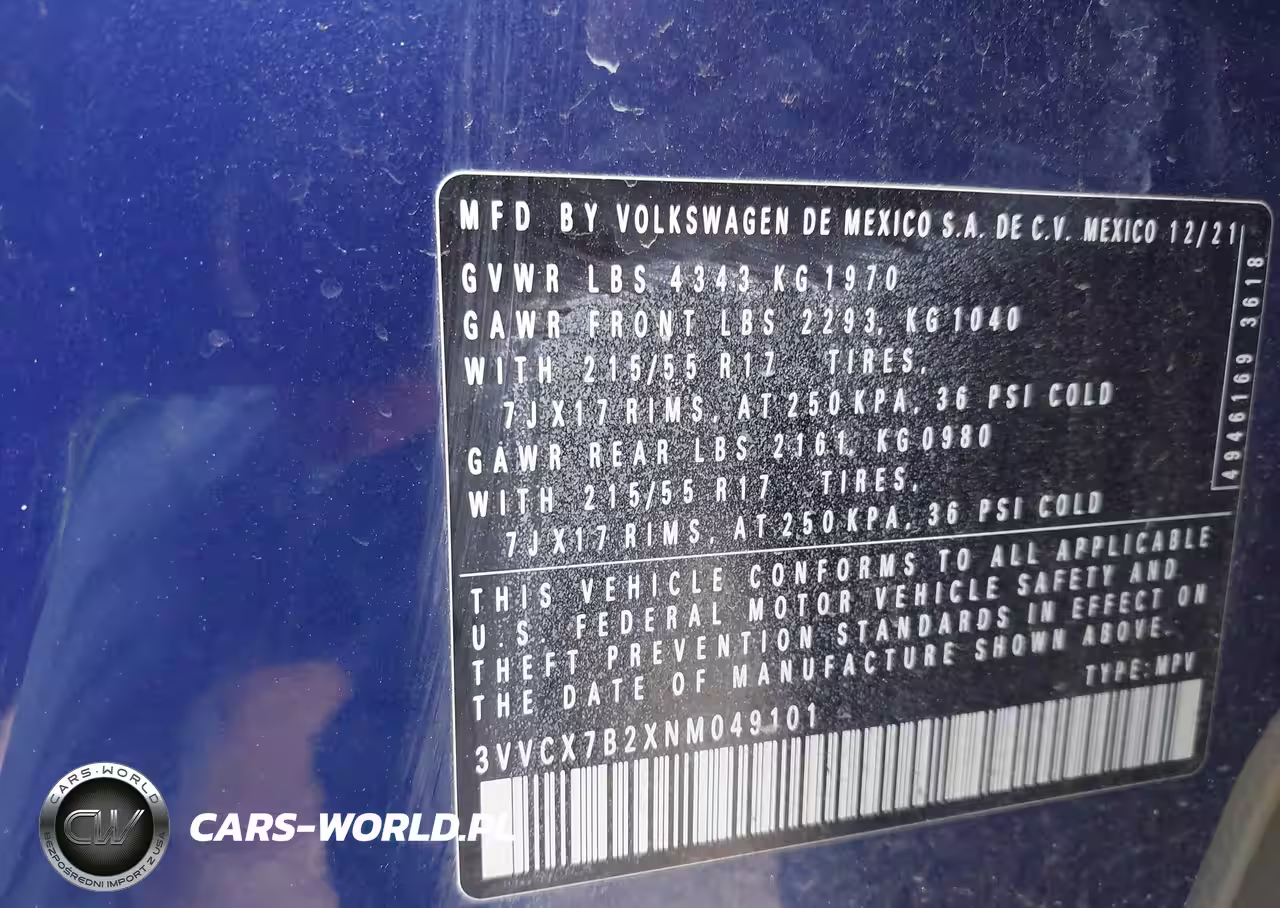 MFD BY VOLKSWAGEN DE MEXICO S.A. DE C.V. MEXICO 12/21
GVWR LBS 4343 KG 1970
GAWR FRONT LBS 2293, KG 1040
WITH 215/55 R17 TIRES,
7JX17 RIMS, AT 250 KPA, 36 PSI COLD
GAWR REAR LBS 2161, KG 0980
WITH 215/55 R17 TIRES,
7JX17 RIMS, AT 250 KPA, 36 PSI COLD
4946169 3618
THIS VEHICLE CONFORMS TO ALL APPLICABLE
U.S. FEDERAL MOTOR VEHICLE SAFETY AND
THEFT PREVENTION STANDARDS IN EFFECT ON
THE DATE OF MANUFACTURE SHOWN ABOVE.
TYPE: MPV
3VVCX7B2XNM049101
CARS-WORLD
CW
BEZPOŚREDNI IMPORT Z USA
CARS-WORLD.PL